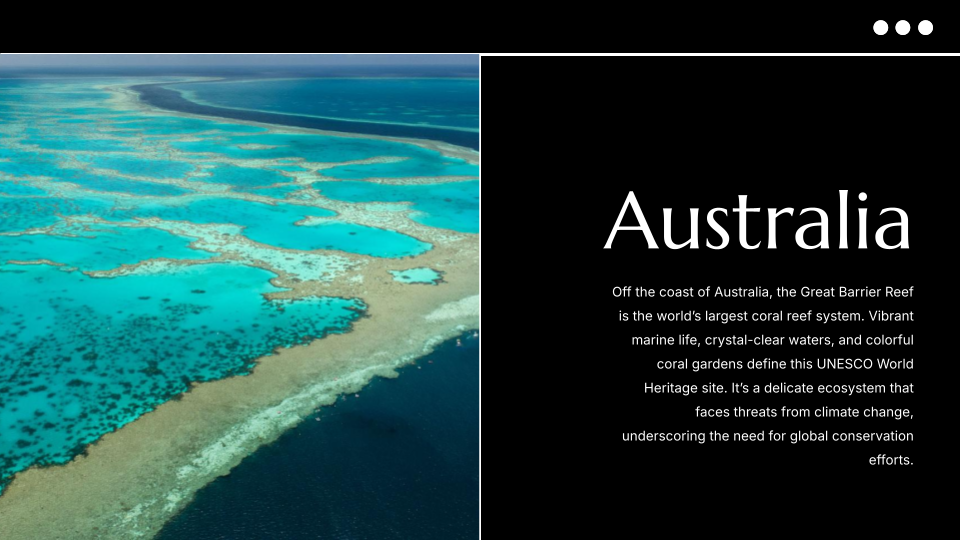 Australia
Off the coast of Australia, the Great Barrier Reef
is the world’s largest coral reef system. Vibrant
marine life, crystal-clear waters, and colorful
coral gardens define this UNESCO World
Heritage site. It’s a delicate ecosystem that
faces threats from climate change,
underscoring the need for global conservation
efforts.